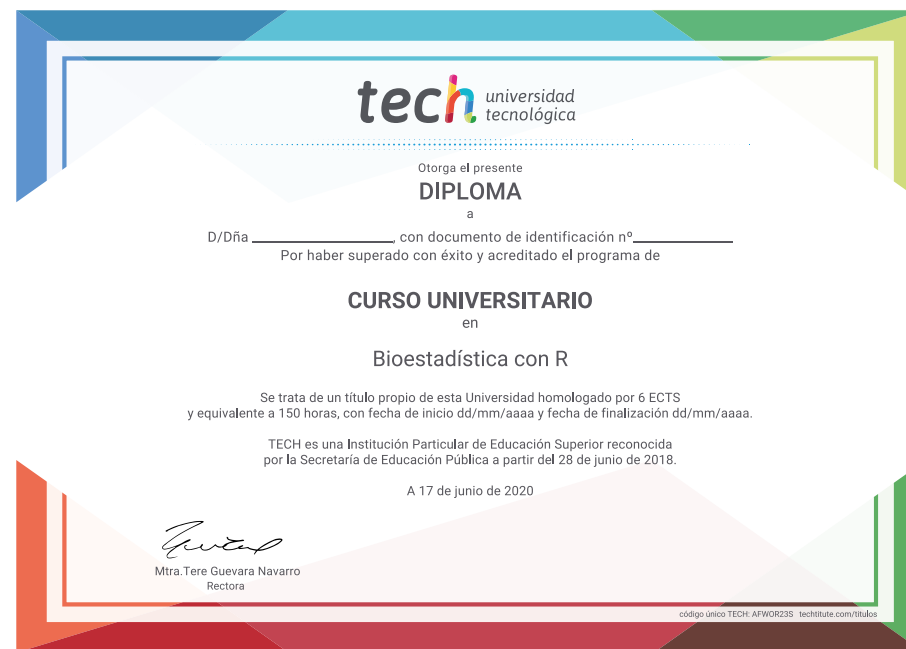 tech universidad
tecnológica
Otorga el presente
DIPLOMA
a
D/Dña ____________________, con documento de identificación nº______________
Por haber superado con éxito y acreditado el programa de
CURSO UNIVERSITARIO
en
Bioestadística con R
Se trata de un título propio de esta Universidad homologado por 6 ECTS
y equivalente a 150 horas, con fecha de inicio dd/mm/aaaa y fecha de finalización dd/mm/aaaa.
TECH es una Institución Particular de Educación Superior reconocida
por la Secretaría de Educación Pública a partir del 28 de junio de 2018.
A 17 de junio de 2020
Mtra.Tere Guevara Navarro
Rectora
código único TECH: AFWOR23S techtitute.com/titulos